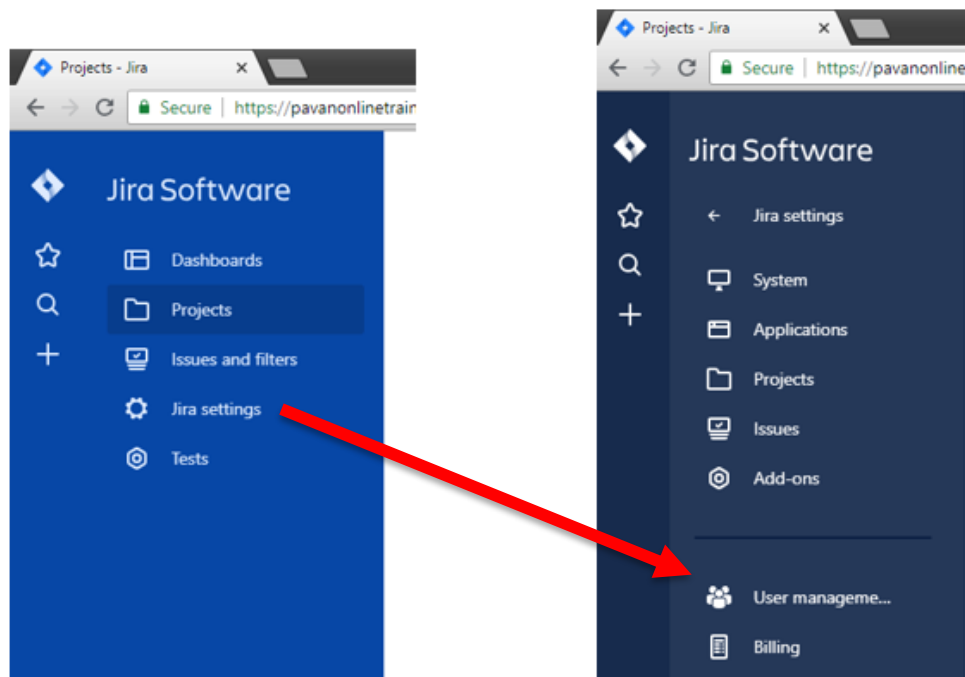 Projects - Jira
Secure | https://pavanonlinetrain
Jira Software
Dashboards
Projects
Issues and filters
Jira settings
Tests
Projects - Jira
Secure | https://pavanonline
Jira Software
Jira settings
System
Applications
Projects
Issues
Add-ons
User manageme...
Billing